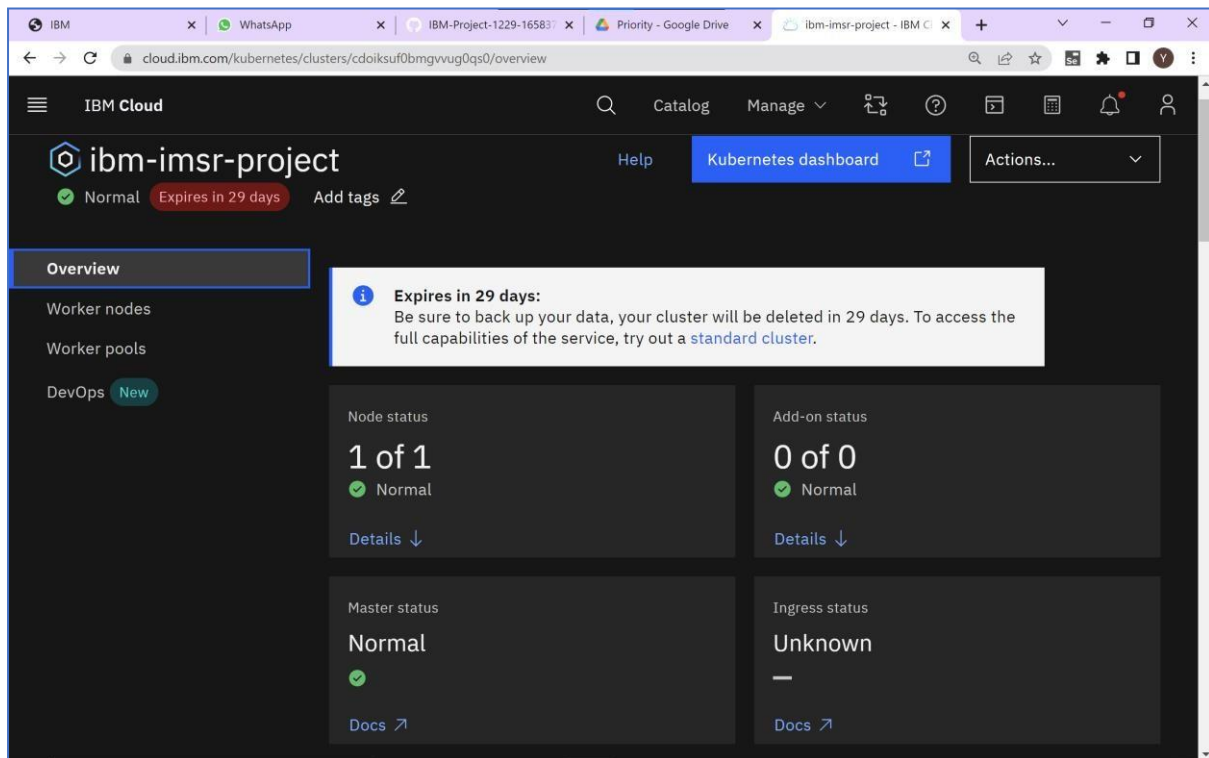 IBM
WhatsApp
IBM-Project-1229-16583
Priority - Google Drive
ibm-imsr-project - IBM C
cloud.ibm.com/kubernetes/clusters/cdoiksuf0bmgvvug0qs0/overview
Se
Y
IBM Cloud
Catalog
Manage
ibm-imsr-project
Help
Kubernetes dashboard
Actions...
Normal
Expires in 29 days
Add tags
Overview
Worker nodes
Worker pools
DevOps New
Expires in 29 days:
Be sure to back up your data, your cluster will be deleted in 29 days. To access the
full capabilities of the service, try out a standard cluster.
Node status
1 of 1
Normal
Details
Add-on status
0 of 0
Normal
Details
Master status
Normal
Docs
Ingress status
Unknown
Docs